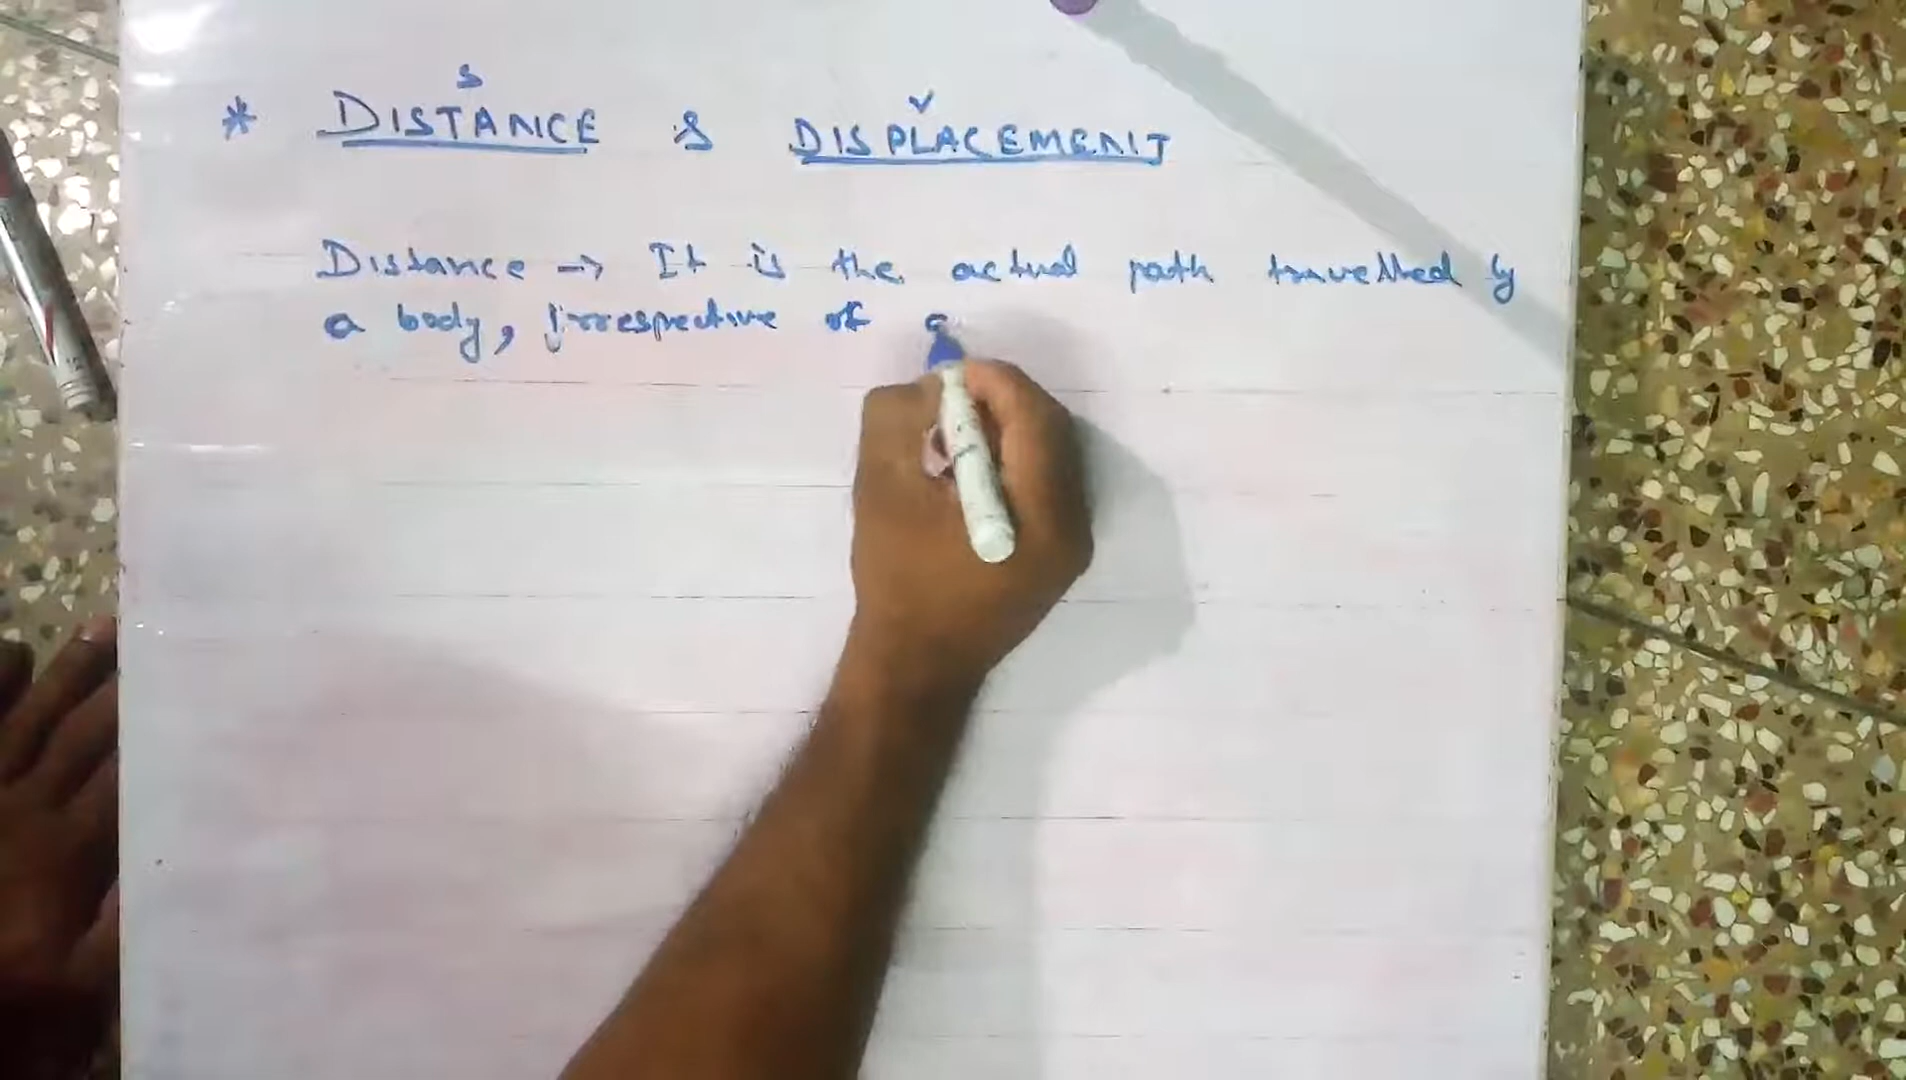 s v
* DISTANCE & DISPLACEMENT
Distance → It is the actual path travelled by
a body, irrespective of